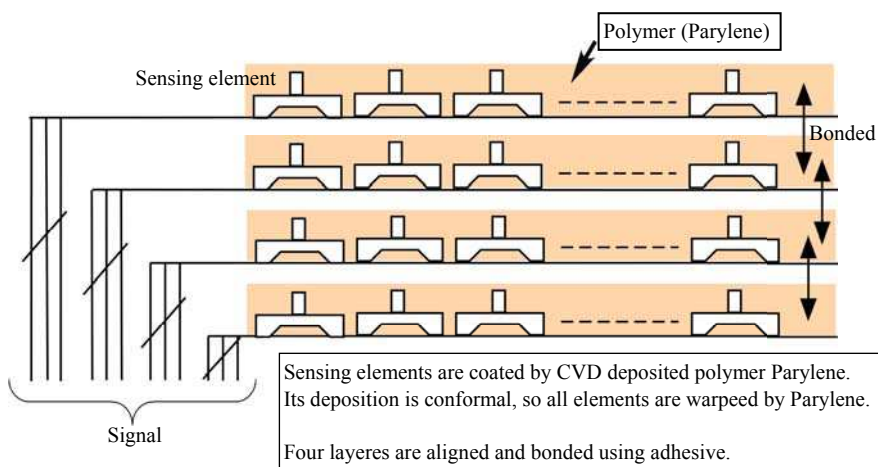 Polymer (Parylene)
Sensing element
Bonded
Sensing elements are coated by CVD deposited polymer Parylene.
Its deposition is conformal, so all elements are warpeed by Parylene.
Four layeres are aligned and bonded using adhesive.
Signal